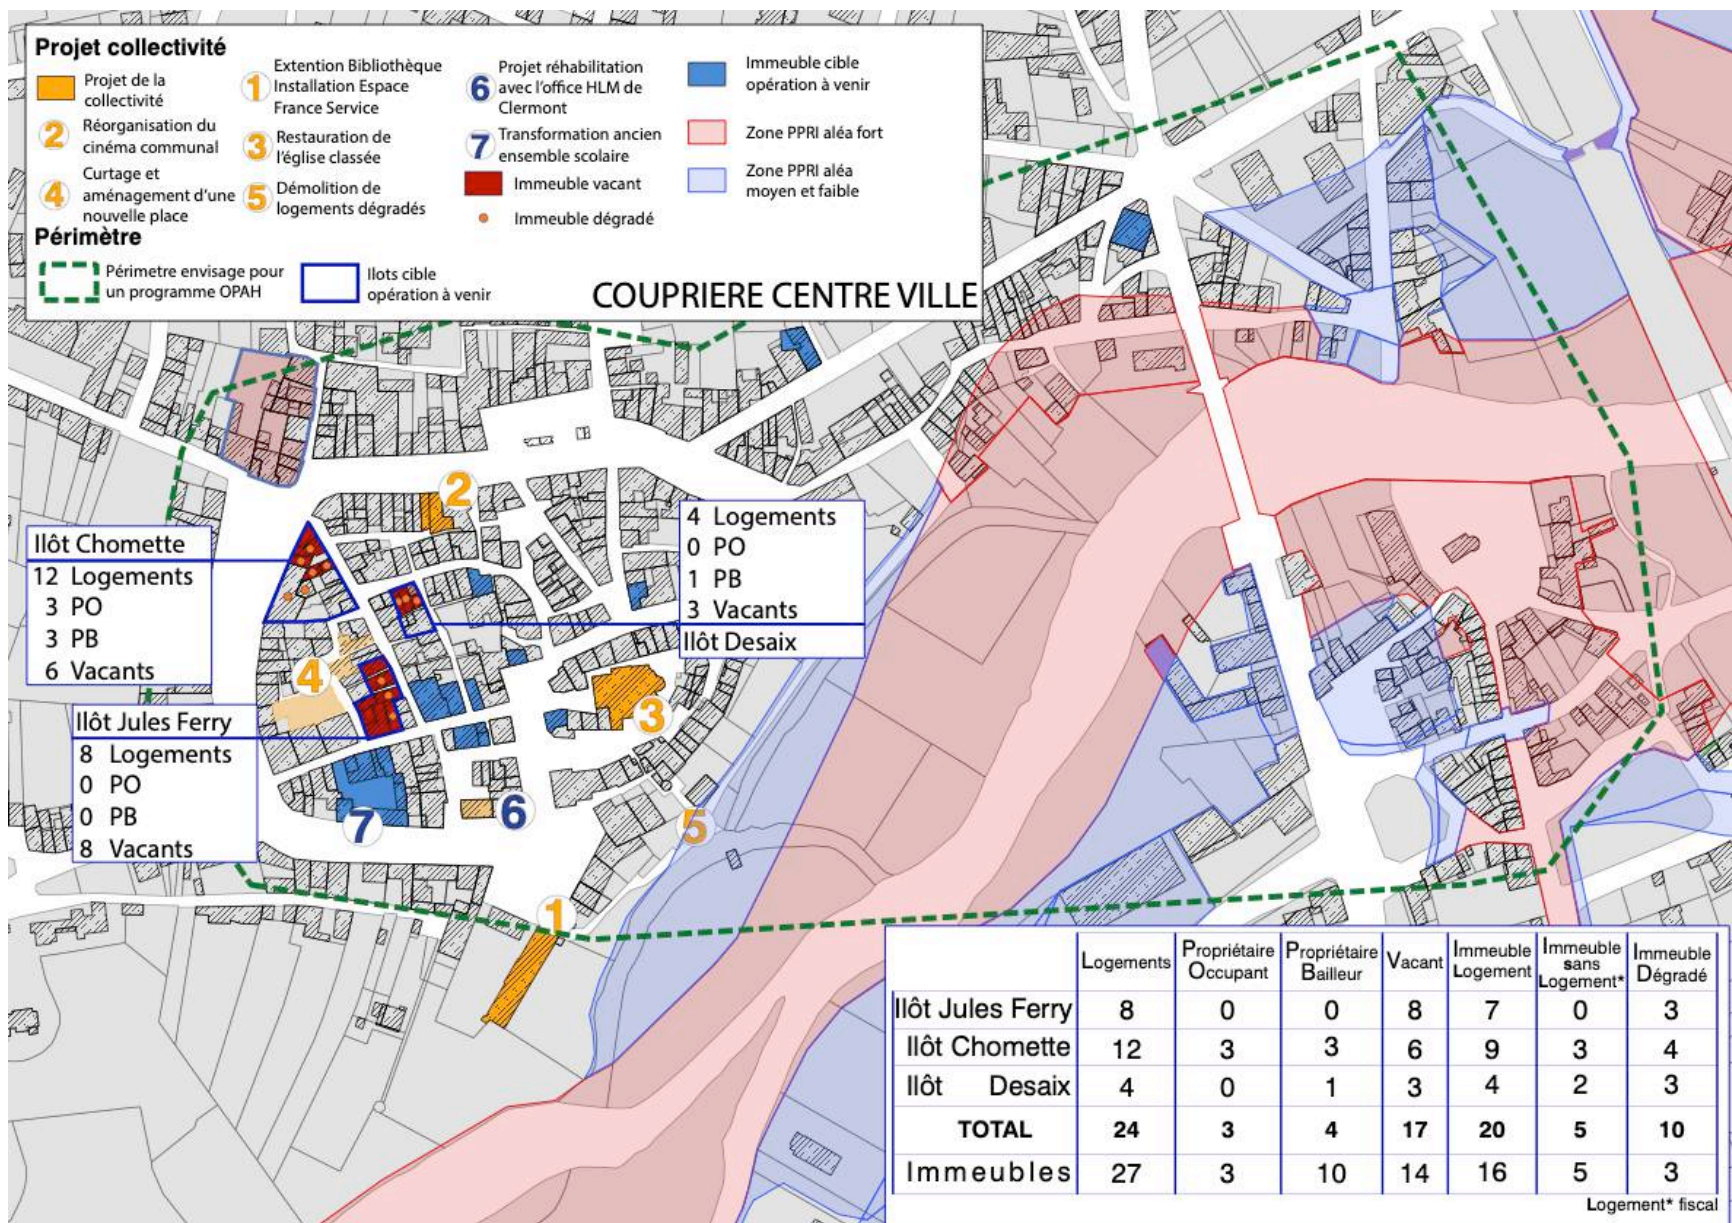 Projet collectivité
Projet de la
collectivité
1
Extention Bibliothèque
Installation Espace
France Service
6
Projet réhabilitation
avec l'office HLM de
Clermont
Immeuble cible
opération à venir
2
Réorganisation du
cinéma communal
3
Restauration de
l'église classée
7
Transformation ancien
ensemble scolaire
Zone PPRI aléa fort
4
Curtage et
aménagement d'une
nouvelle place
5
Démolition de
logements dégradés
Immeuble vacant
Immeuble dégradé
Zone PPRI aléa
moyen et faible
Périmètre
Périmetre envisage pour
un programme OPAH
Ilots cible
opération à venir
COUPRIERE CENTRE VILLE
2
Ilôt Chomette
12 Logements
3 PO
3 PB
6 Vacants
4 Logements
0 PO
1 PB
3 Vacants
Ilôt Desaix
4
3
Ilôt Jules Ferry
8 Logements
0 PO
0 PB
8 Vacants
7
6
5
1
Logements Propriétaire Occupant Propriétaire Bailleur Vacant Immeuble Logement Immeuble sans Logement* Immeuble Dégradé
Ilôt Jules Ferry 8 0 0 8 7 0 3
Ilôt Chomette 12 3 3 6 9 3 4
Ilôt Desaix 4 0 1 3 4 2 3
TOTAL 24 3 4 17 20 5 10
Immeubles 27 3 10 14 16 5 3
Logement* fiscal